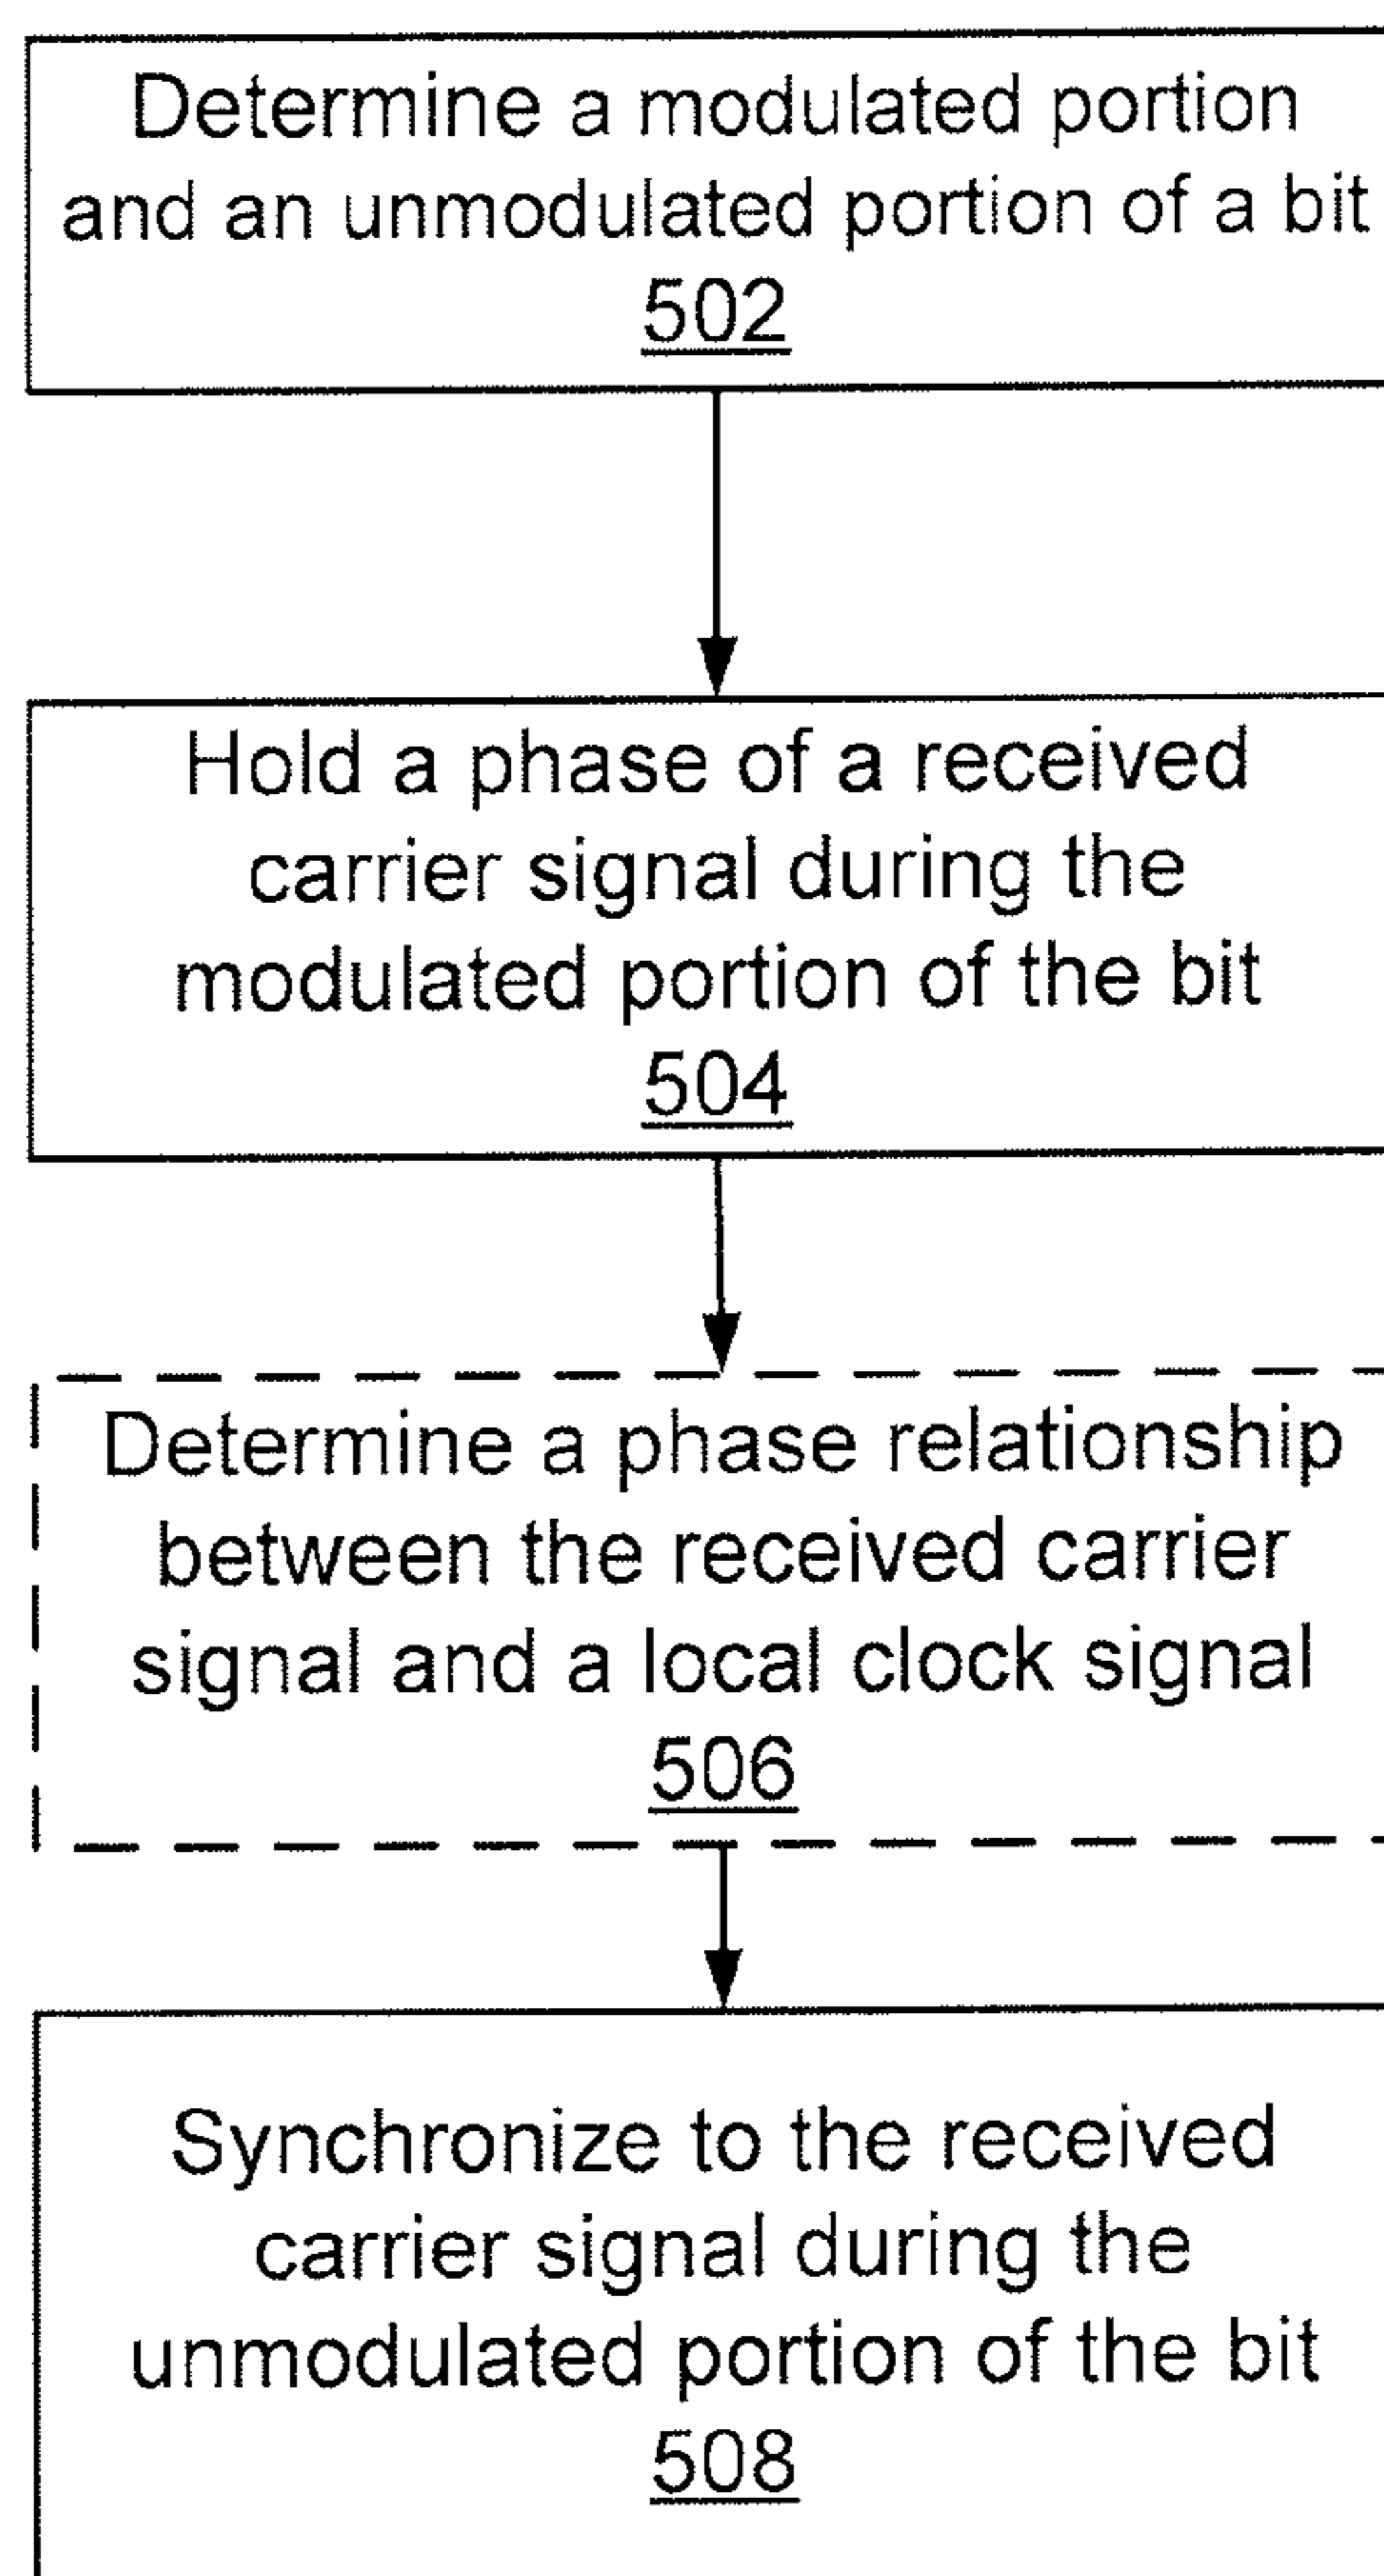 Determine a modulated portion
and an unmodulated portion of a bit
502
Hold a phase of a received
carrier signal during the
modulated portion of the bit
504
Determine a phase relationship
between the received carrier
signal and a local clock signal
506
Synchronize to the received
carrier signal during the
unmodulated portion of the bit
508